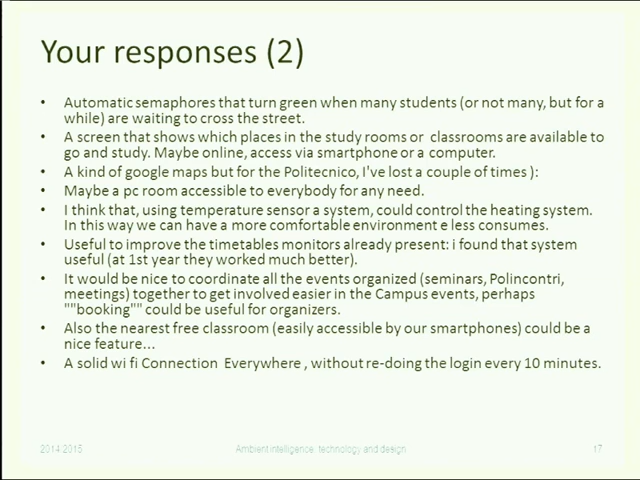 Your responses (2)
• Automatic semaphores that turn green when many students (or not many, but for a
while) are waiting to cross the street.
• A screen that shows which places in the study rooms or  classrooms are available to
go and study. Maybe online, access via smartphone or a computer.
• A kind of google maps but for the Politecnico, I've lost a couple of times ):
• Maybe a pc room accessible to everybody for any need.
• I think that, using temperature sensor a system, could control the heating system.
In this way we can have a more comfortable environment e less consumes.
• Useful to improve the timetables monitors already present: i found that system
useful (at 1st year they worked much better).
• It would be nice to coordinate all the events organized (seminars, Polincontri,
meetings) together to get involved easier in the Campus events, perhaps
""booking"" could be useful for organizers.
• Also the nearest free classroom (easily accessible by our smartphones) could be a
nice feature...
• A solid wi fi Connection  Everywhere , without re-doing the login every 10 minutes.
2014/2015
Ambient intelligence: technology and design
17